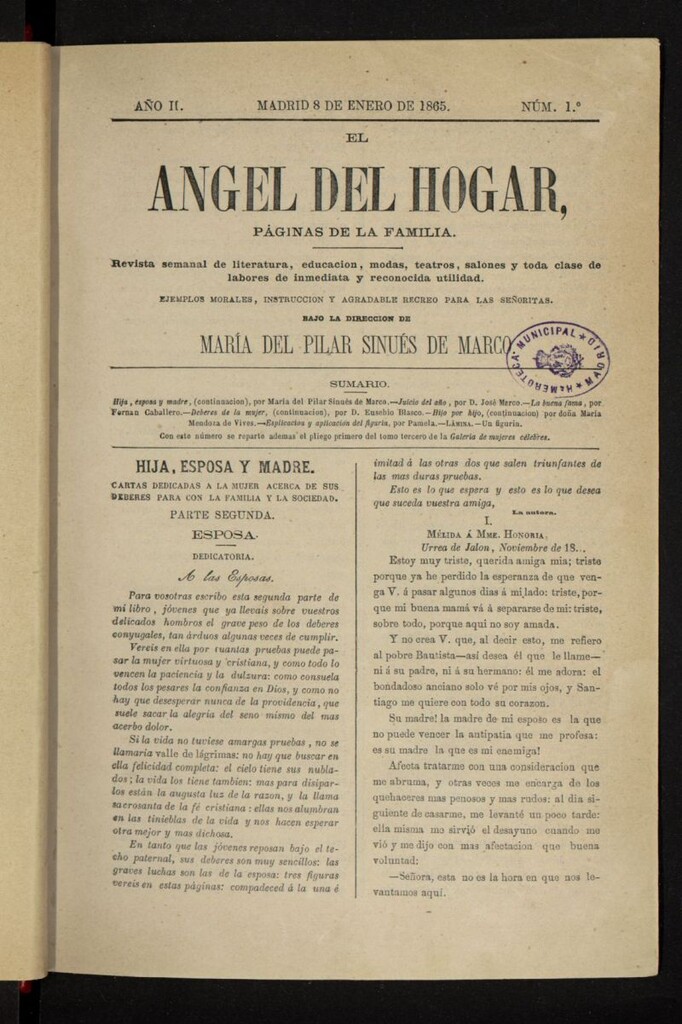 AÑO II. MADRID 8 DE ENERO DE 1865. NÚM. 1.º
EL
ANGEL DEL HOGAR,
PÁGINAS DE LA FAMILIA.
Revista semanal de literatura, educacion, modas, teatros, salones y toda clase de
labores de inmediata y reconocida utilidad.
EJEMPLOS MORALES, INSTRUCCION Y AGRADABLE RECREO PARA LAS SEÑORITAS.
BAJO LA DIRECCION DE
MARÍA DEL PILAR SINUÉS DE MARCO
HEMEROTECA MUNICIPAL MADRID
SUMARIO.
Hija, esposa y madre, (continuacion), por Maria del Pilar Sinués de Marco.—Juicio del año, por D. José Marco.—La buena fama, por
Fernan Caballero.—Deberes de la mujer, (continuacion), por D. Eusebio Blasco.—Hijo por hijo, (continuacion) por doña María
Mendoza de Vives.—Esplicacion y aplicacion del figurin, por Pamela.—LÁMINA.—Un figurin.
Con este número se reparte ademas el pliego primero del tomo tercero de la Galeria de mujeres célebres.
HIJA, ESPOSA Y MADRE.
CARTAS DEDICADAS A LA MUJER ACERCA DE SUS
DEBERES PARA CON LA FAMILIA Y LA SOCIEDAD.
PARTE SEGUNDA.
ESPOSA.
DEDICATORIA.
A las Esposas.
Para vosotras escribo esta segunda parte de
mi libro, jóvenes que ya llevais sobre vuestros
delicados hombros el grave peso de los deberes
conyugales, tan árduos algunas veces de cumplir.
Vereis en ella por cuantas pruebas puede pa-
sar la mujer virtuosa y cristiana, y como todo lo
vencen la paciencia y la dulzura: como consuela
todos los pesares la confianza en Dios, y como no
hay que desesperar nunca de la providencia, que
suele sacar la alegría del seno mismo del mas
acerbo dolor.
Si la vida no tuviese amargas pruebas, no se
llamaría valle de lágrimas: no hay que buscar en
ella felicidad completa: el cielo tiene sus nubla-
dos; la vida los tiene tambien: mas para disipar-
los están la augusta luz de la razon, y la llama
sacrosanta de la fé cristiana: ellas nos alumbran
en las tinieblas de la vida y nos hacen esperar
otra mejor y mas dichosa.
En tanto que las jóvenes reposan bajo el te-
cho paternal, sus deberes son muy sencillos: las
graves luchas son las de la esposa: tres figuras
vereis en estas páginas: compadeced á la una é
imitad á las otras dos que salen triunfantes de
las mas duras pruebas.
Esto es lo que espera y esto es lo que desea
que suceda vuestra amiga,
La autora.
I.
MÉLIDA Á MME. HONORIA.
Urrea de Jalon, Noviembre de 18...
Estoy muy triste, querida amiga mia; triste
porque ya he perdido la esperanza de que ven-
ga V. á pasar algunos dias á mi lado: triste, por-
que mi buena mamá vá á separarse de mi: triste,
sobre todo, porque aqui no soy amada.
Y no crea V. que, al decir esto, me refiero
al pobre Bautista—así desea él que le llame—
ni á su padre, ni á su hermano: él me adora: el
bondadoso anciano solo vé por mis ojos, y San-
tiago me quiere con todo su corazon.
Su madre! la madre de mi esposo es la que
no puede vencer la antipatia que me profesa:
es su madre la que es mi enemiga!
Afecta tratarme con una consideracion que
me abruma, y otras veces me encarga de los
quehaceres mas penosos y mas rudos: al dia si-
guiente de casarme, me levanté un poco tarde:
ella misma me sirvió el desayuno cuando me
vió y me dijo con mas afectacion que buena
voluntad:
—Señora, esta no es la hora en que nos le-
vantamos aquí.